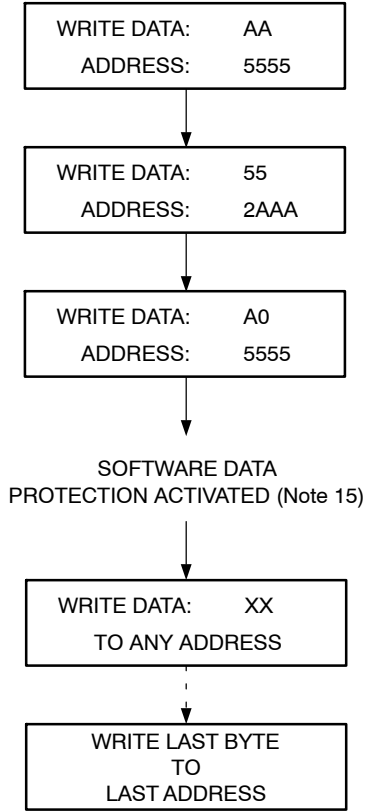 WRITE DATA: AA
ADDRESS: 5555
WRITE DATA: 55
ADDRESS: 2AAA
WRITE DATA: A0
ADDRESS: 5555
SOFTWARE DATA
PROTECTION ACTIVATED (Note 15)
WRITE DATA: XX
TO ANY ADDRESS
WRITE LAST BYTE
TO
LAST ADDRESS